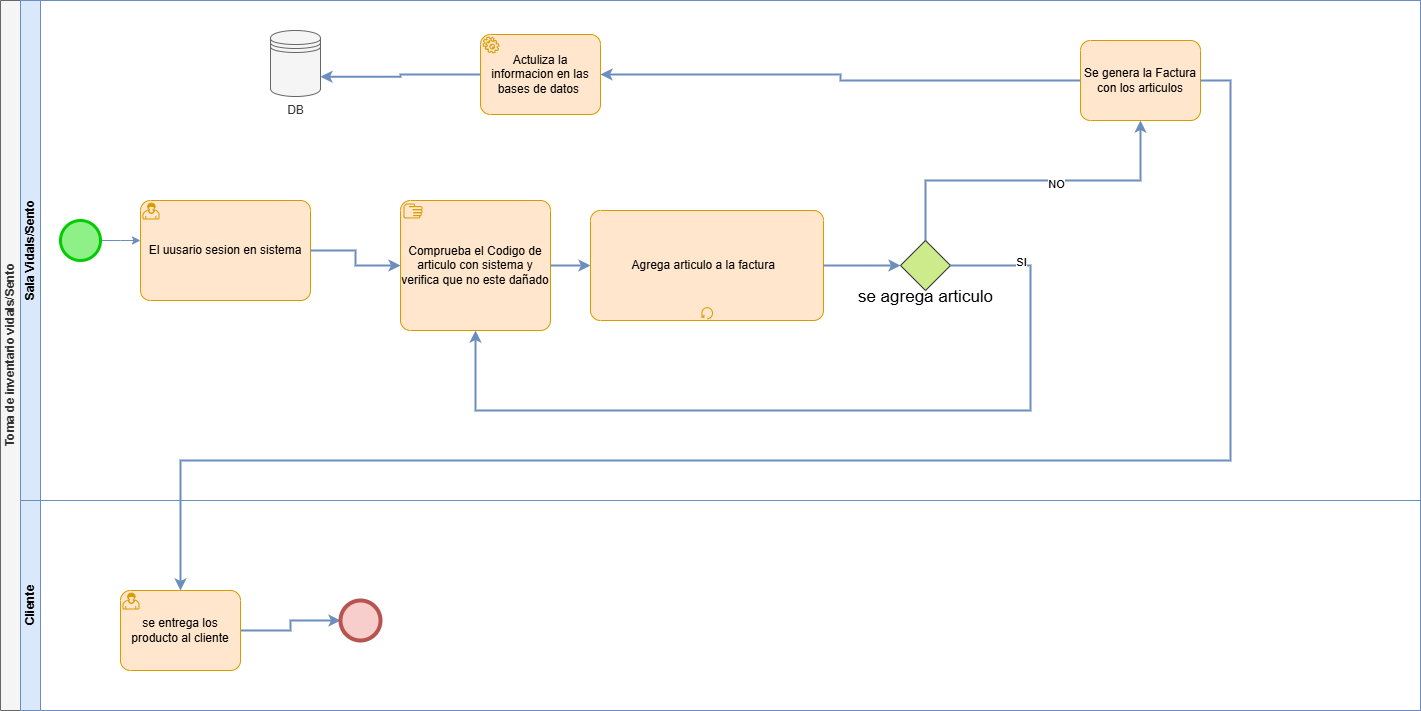 Toma de inventario vidals/Sento
Sala Vidals/Sento
DB
Actuliza la
informacion en las
bases de datos
Se genera la Factura
con los articulos
El uusario sesion en sistema
Comprueba el Codigo de
articulo con sistema y
verifica que no este dañado
Agrega articulo a la factura
NO
SI
se agrega articulo
Cliente
se entrega los
producto al cliente